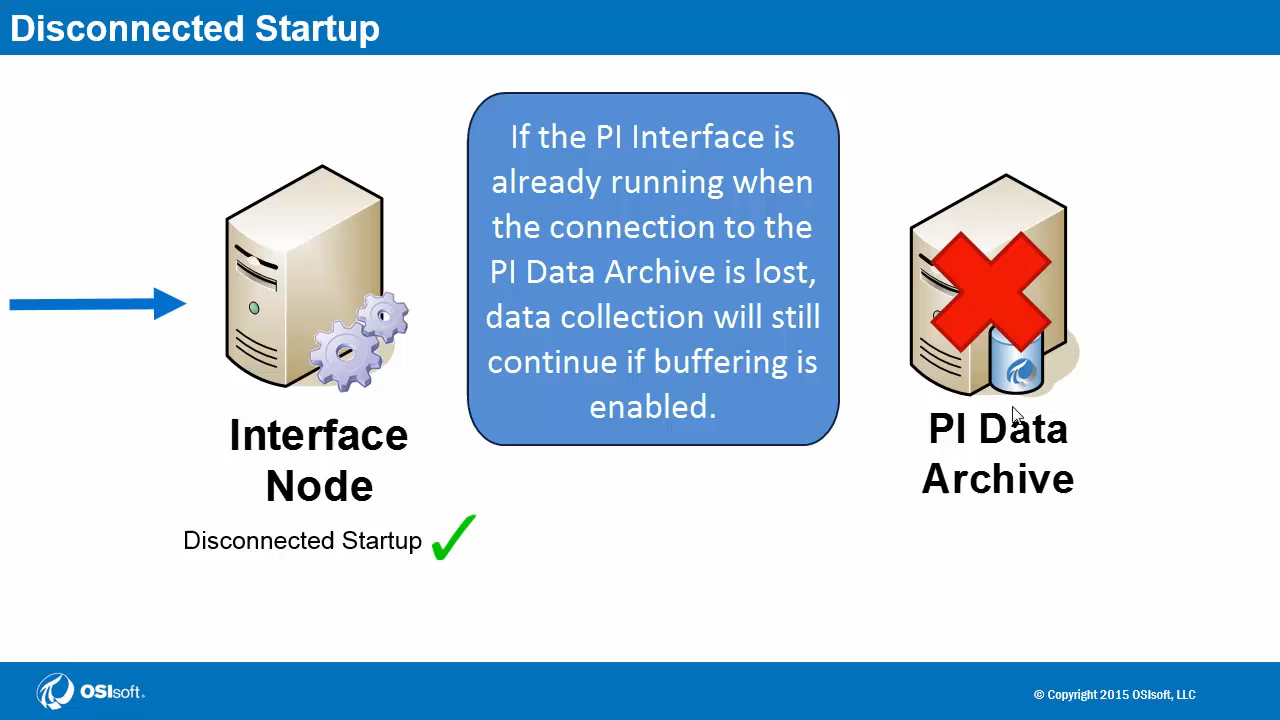 Disconnected Startup
If the PI Interface is
already running when
the connection to the
PI Data Archive is lost,
data collection will still
continue if buffering is
enabled.
Interface
Node
Disconnected Startup
PI Data
Archive
OSIsoft.
© Copyright 2015 OSIsoft, LLC